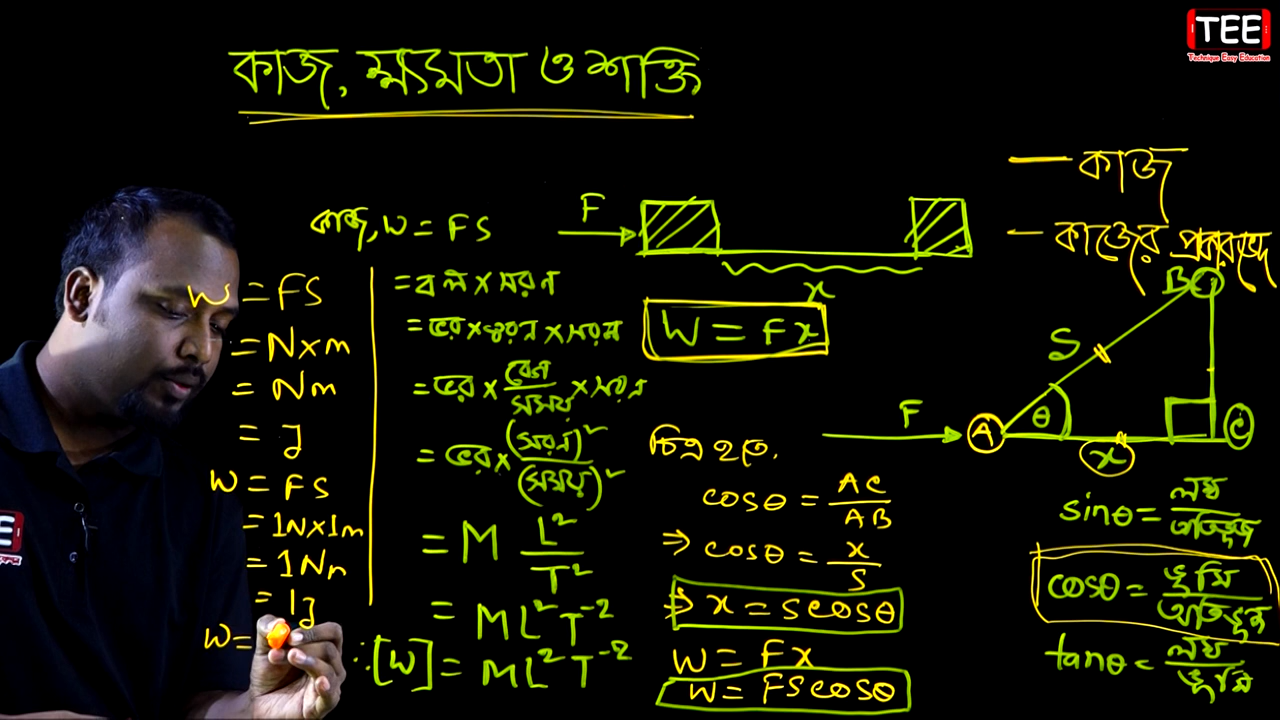 TEE
Technique Easy Education
কাজ, ক্ষমতা ও শক্তি
— কাজ
— কাজের প্রকারভেদ
কাজ, W = FS
= বল × সরণ
= ভর × ত্বরণ × সরণ
= ভর × বেগ/সময় × সরণ
= ভর × (সরণ)²/(সময়)²
= M L²/T²
= ML²T⁻²
∴ [W] = ML²T⁻²
W = FS
= N×m
= Nm
= J
W = FS
= 1N×1m
= 1Nm
= 1J
W =
F
x
W = Fx
B
S
θ
F
A
x
C
চিত্র হতে,
cosθ = AC/AB
⇒ cosθ = x/S
⇒ x = Scosθ
W = Fx
W = FScosθ
sinθ = লম্ব/অতিভুজ
cosθ = ভূমি/অতিভুজ
tanθ = লম্ব/ভূমি